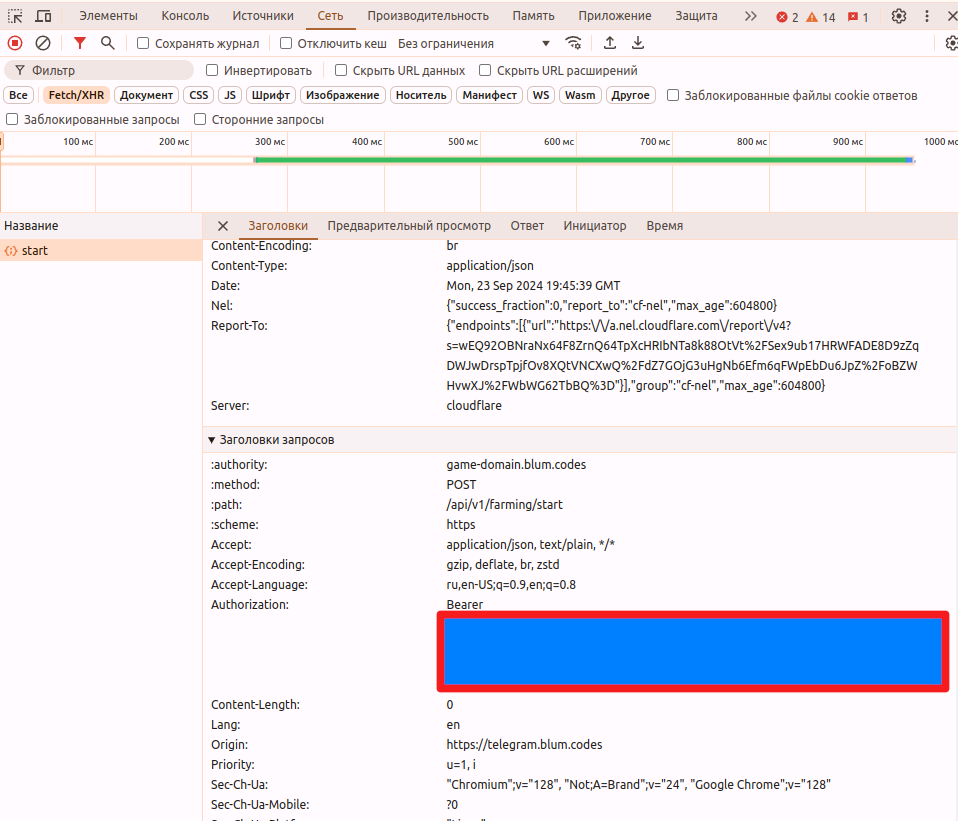 Элементы Консоль Источники Сеть Производительность Память Приложение Защита 2 14 1
Сохранять журнал Отключить кеш Без ограничения
Фильтр Инвертировать Скрыть URL данных Скрыть URL расширений
Все Fetch/XHR Документ CSS JS Шрифт Изображение Носитель Манифест WS Wasm Другое Заблокированные файлы cookie ответов
Заблокированные запросы Сторонние запросы
100 мс 200 мс 300 мс 400 мс 500 мс 600 мс 700 мс 800 мс 900 мс 1000 мс
Название Заголовки Предварительный просмотр Ответ Инициатор Время
start
Content-Encoding: br
Content-Type: application/json
Date: Mon, 23 Sep 2024 19:45:39 GMT
Nel: {"success_fraction":0,"report_to":"cf-nel","max_age":604800}
Report-To: {"endpoints":[{"url":"https:\/\/a.nel.cloudflare.com\/report\/v4?
s=wEQ92OBNraNx64F8ZrnQ64TpXcHRIbNTa8k88OtVt%2FSex9ub17HRWFADE8D9zZq
DWJwDrspTpjfOv8XQtVNCXwQ%2FdZ7GOjG3uHgNb6Efm6qFWpEbDu6JpZ%2FoBZW
HvwXJ%2FWbWG62TbBQ%3D"}],"group":"cf-nel","max_age":604800}
Server: cloudflare
Заголовки запросов
:authority: game-domain.blum.codes
:method: POST
:path: /api/v1/farming/start
:scheme: https
Accept: application/json, text/plain, */*
Accept-Encoding: gzip, deflate, br, zstd
Accept-Language: ru,en-US;q=0.9,en;q=0.8
Authorization: Bearer
Content-Length: 0
Lang: en
Origin: https://telegram.blum.codes
Priority: u=1, i
Sec-Ch-Ua: "Chromium";v="128", "Not;A=Brand";v="24", "Google Chrome";v="128"
Sec-Ch-Ua-Mobile: ?0